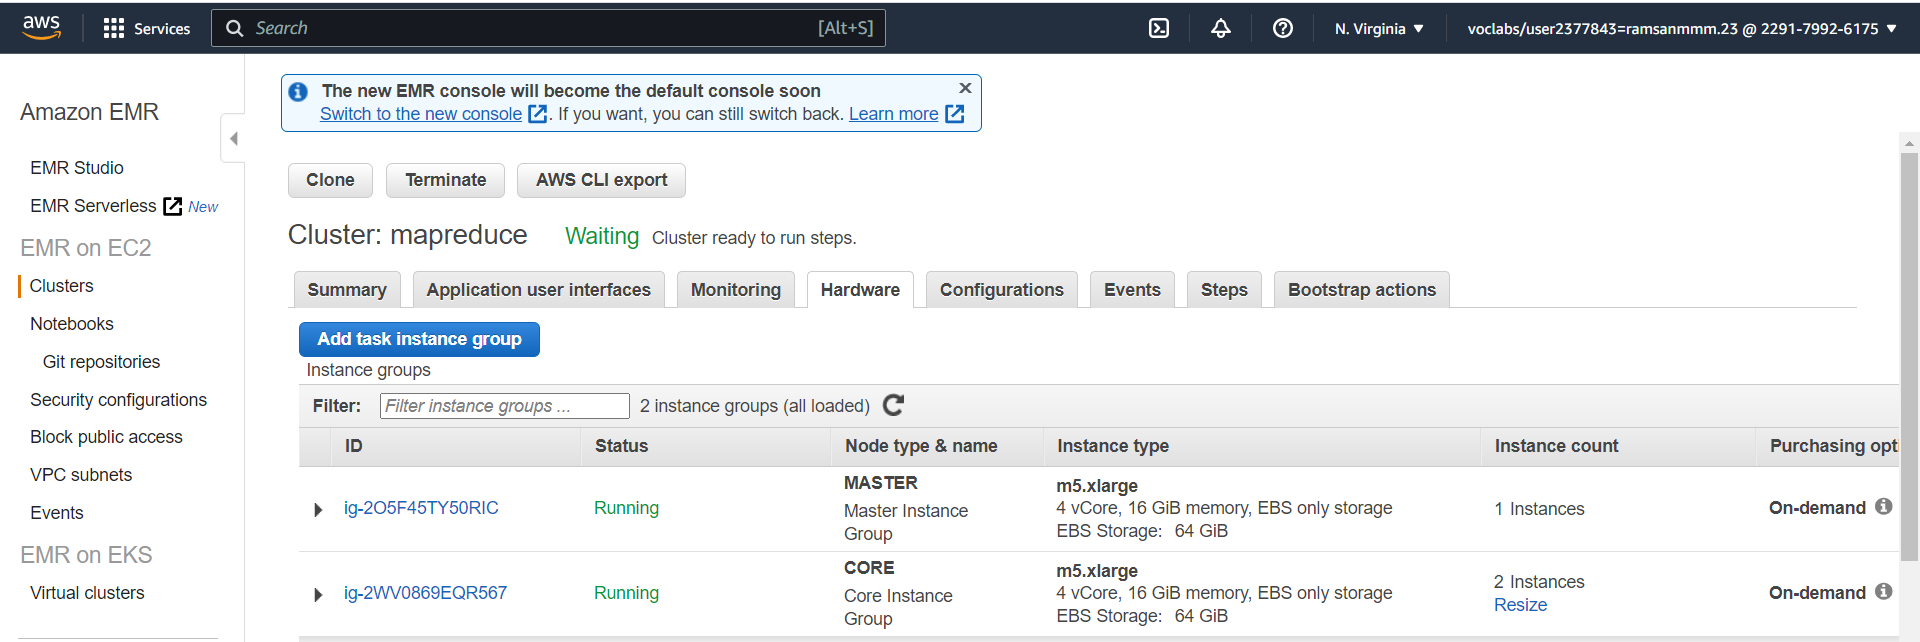 aws Services Search [Alt+S] N. Virginia ▼ voclabs/user2377843=ramsanmmm.23 @ 2291-7992-6175 ▼
Amazon EMR
EMR Studio
EMR Serverless New
EMR on EC2
Clusters
Notebooks
Git repositories
Security configurations
Block public access
VPC subnets
Events
EMR on EKS
Virtual clusters
The new EMR console will become the default console soon
Switch to the new console . If you want, you can still switch back. Learn more
Clone Terminate AWS CLI export
Cluster: mapreduce Waiting Cluster ready to run steps.
Summary Application user interfaces Monitoring Hardware Configurations Events Steps Bootstrap actions
Add task instance group
Instance groups
Filter: Filter instance groups ... 2 instance groups (all loaded)
ID Status Node type & name Instance type Instance count Purchasing opti
ig-2O5F45TY50RIC Running MASTER
Master Instance
Group
m5.xlarge
4 vCore, 16 GiB memory, EBS only storage
EBS Storage: 64 GiB
1 Instances
On-demand
ig-2WV0869EQR567 Running CORE
Core Instance
Group
m5.xlarge
4 vCore, 16 GiB memory, EBS only storage
EBS Storage: 64 GiB
2 Instances
Resize
On-demand